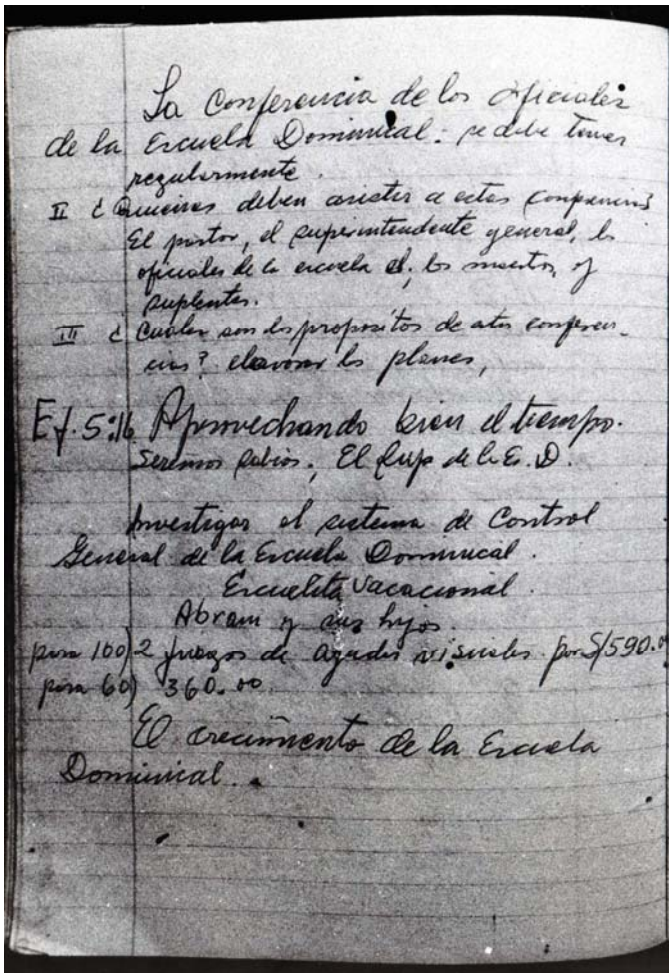 La Conferencia de los oficiales
de la Escuela Dominical: se debe tener
regularmente.
II ¿Quienes deben asistir a estas
El pastor, el superintendente general, los
oficiales de la escuela d., los maestros, y
suplentes.
III ¿Cuales son los propositos de estas conferen-
cias? elavorar los planes,
Ef. 5:16 Aprovechando bien el tiempo.
Seremos sabios; El Sup de la Es. D.
Investigar el sistema de Control
General de la Escuela Dominical.
Escuelita Vacacional.
Abram y sus hijos.
para 100) 2 juegos de ayudas visuales por S/590.00
para 60) 360.00
El crecimiento de la Escuela
Dominical.